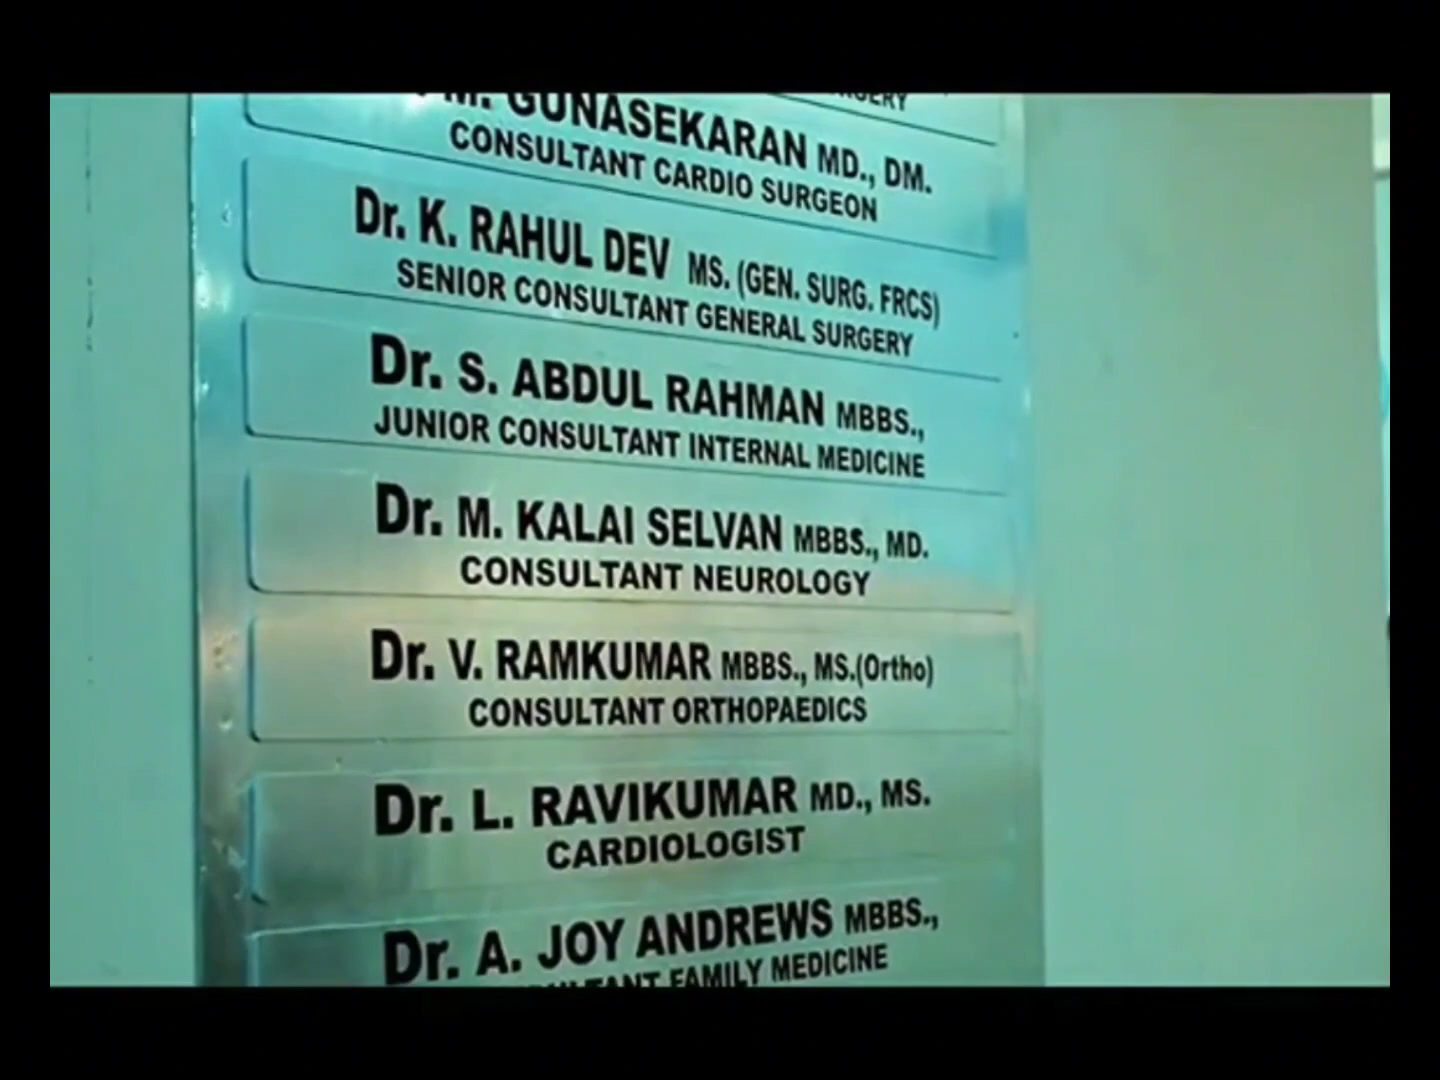 M. GUNASEKARAN MD., DM.
CONSULTANT CARDIO SURGEON
Dr. K. RAHUL DEV MS. (GEN. SURG. FRCS)
SENIOR CONSULTANT GENERAL SURGERY
Dr. S. ABDUL RAHMAN MBBS.,
JUNIOR CONSULTANT INTERNAL MEDICINE
Dr. M. KALAI SELVAN MBBS., MD.
CONSULTANT NEUROLOGY
Dr. V. RAMKUMAR MBBS., MS.(Ortho)
CONSULTANT ORTHOPAEDICS
Dr. L. RAVIKUMAR MD., MS.
CARDIOLOGIST
Dr. A. JOY ANDREWS MBBS.,
FAMILY MEDICINE